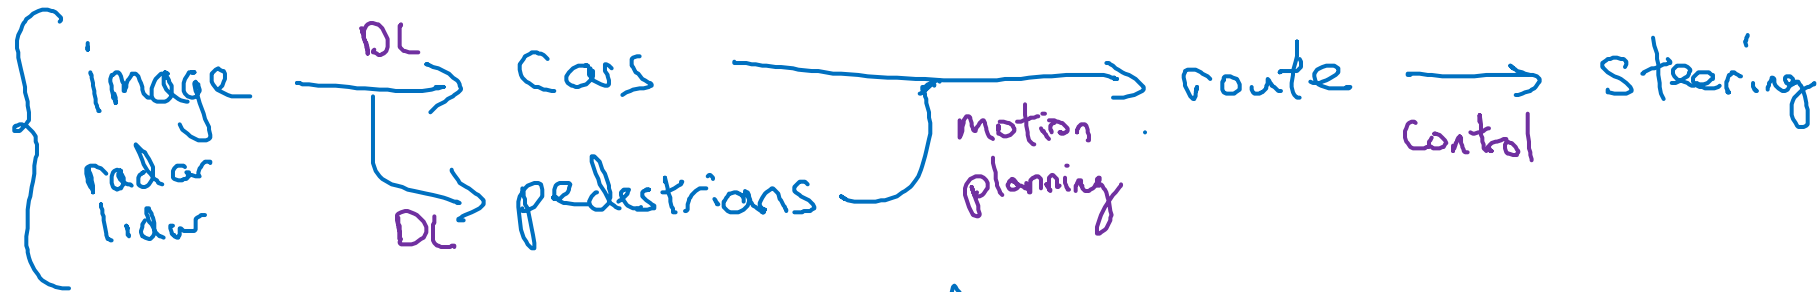 DL
image
cars
route
steering
radar
lidar
DL
pedestrians
motion
planning
control